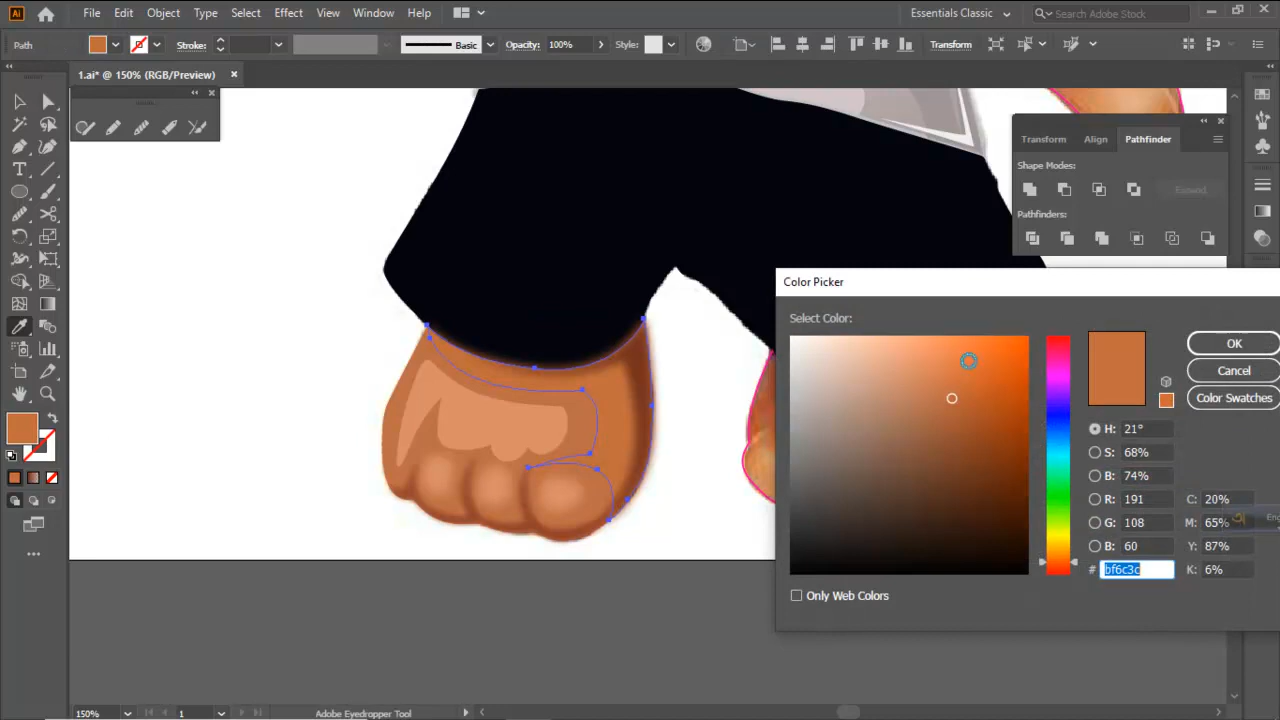 Ai File Edit Object Type Select Effect View Window Help Essentials Classic Search Adobe Stock
Path Stroke: Basic Opacity: 100% Style: Transform
1.ai* @ 150% (RGB/Preview)
Transform Align Pathfinder
Shape Modes:
Expand
Pathfinders:
Color Picker
Select Color:
OK
Cancel
Color Swatches
H: 21°
S: 68%
B: 74%
R: 191 C: 20%
G: 108 M: 65%
B: 60 Y: 87%
# bf6c3c K: 6%
Only Web Colors
150% 1 Adobe Eyedropper Tool